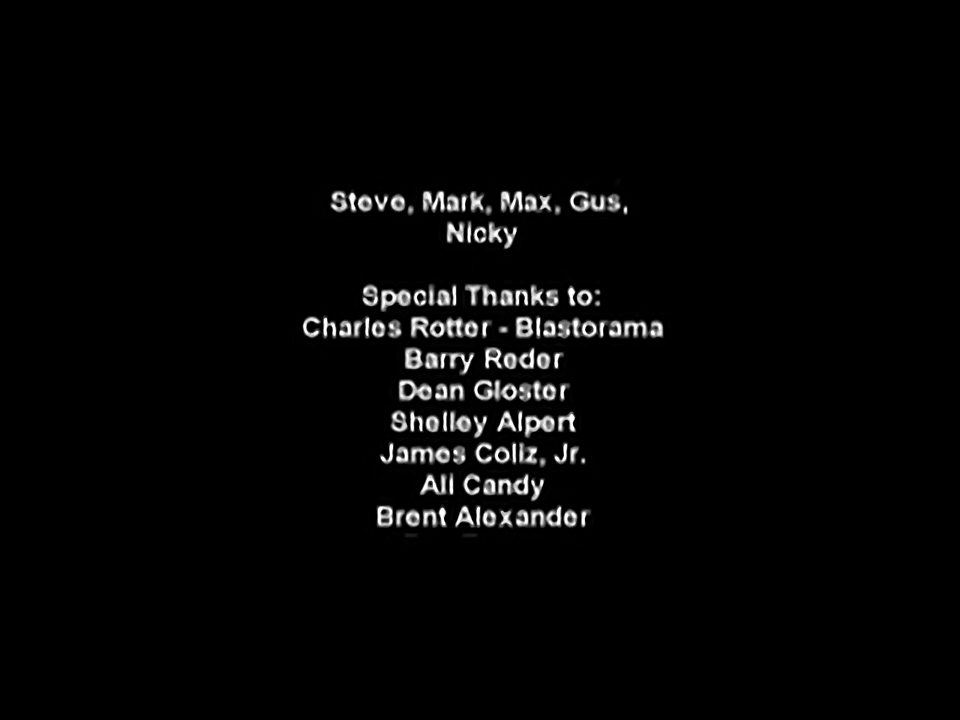 Steve, Mark, Max, Gus,
Nicky
Special Thanks to:
Charles Rotter - Blastorama
Barry Reder
Dean Gloster
Shelley Alpert
James Coliz, Jr.
Ali Candy
Brent Alexander